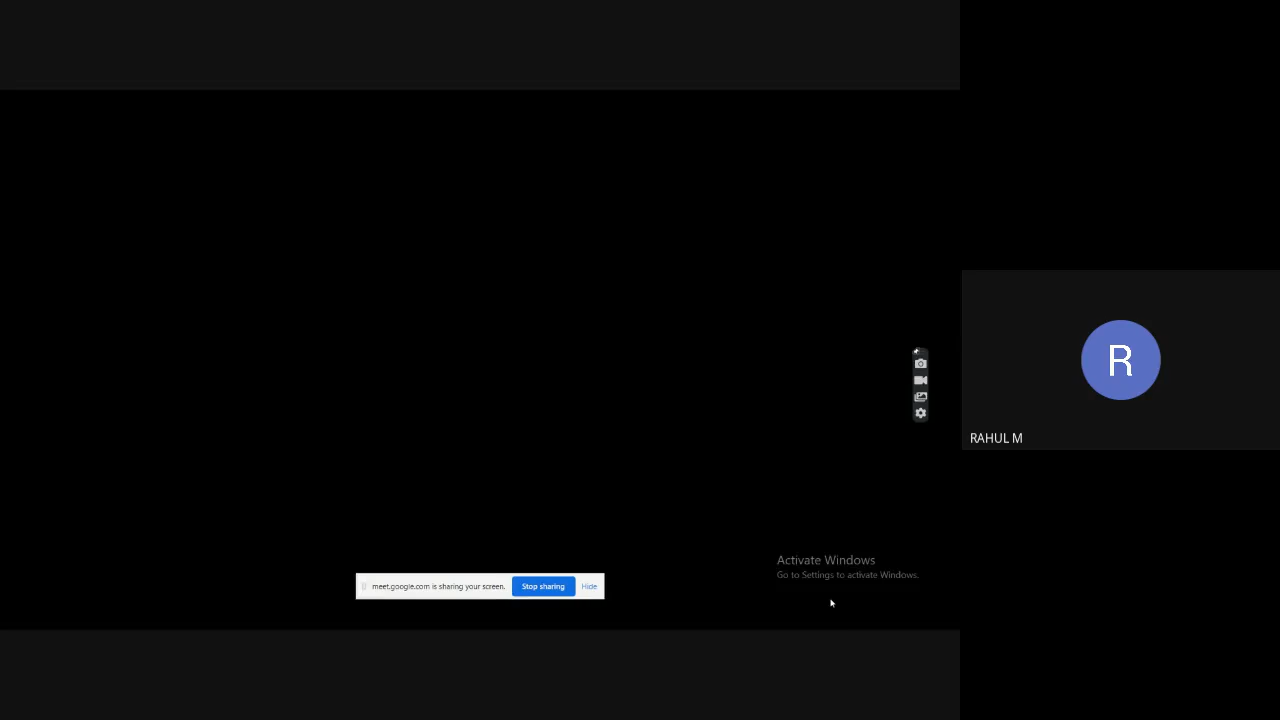 R
RAHUL M
Activate Windows
Go to Settings to activate Windows.
meet.google.com is sharing your screen. Stop sharing Hide